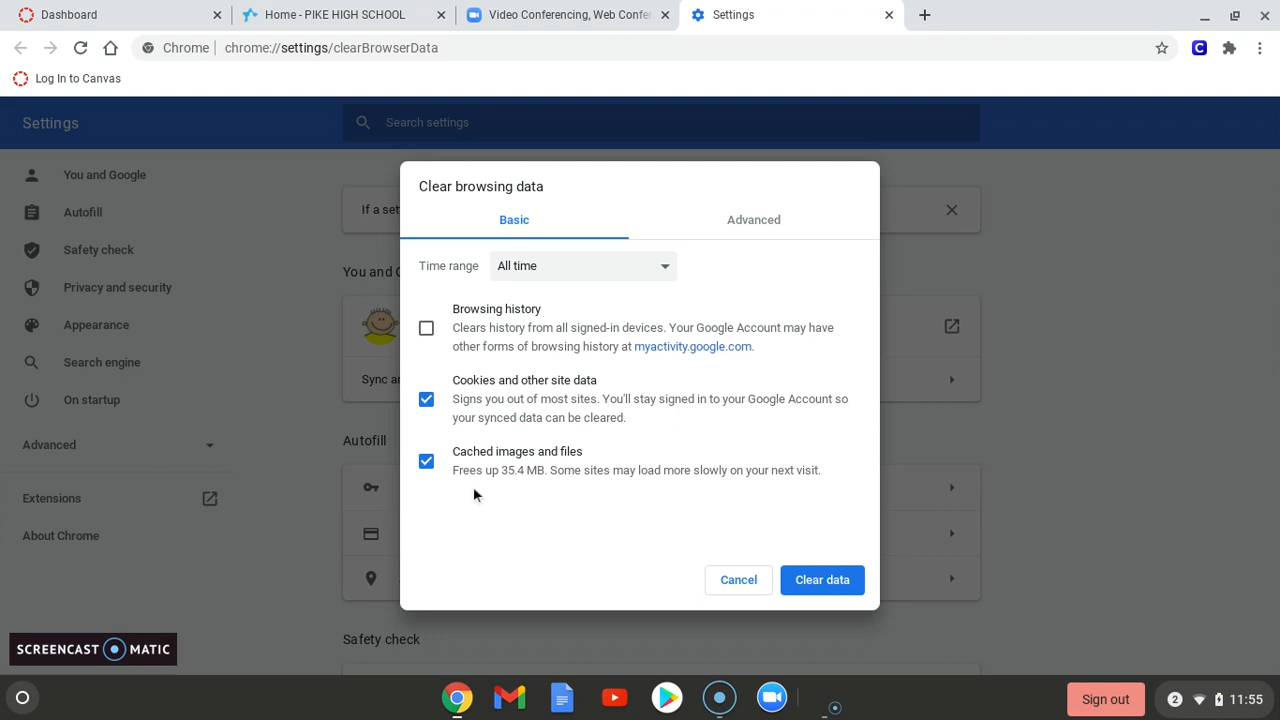 Dashboard
Home - PIKE HIGH SCHOOL
Video Conferencing, Web Confer
Settings
Chrome
chrome://settings/clearBrowserData
Log In to Canvas
Settings
Search settings
You and Google
Autofill
Safety check
Privacy and security
Appearance
Search engine
On startup
Advanced
Extensions
About Chrome
If a set
You and G
Sync an
Autofill
Safety check
Clear browsing data
Basic
Advanced
Time range
All time
Browsing history
Clears history from all signed-in devices. Your Google Account may have
other forms of browsing history at myactivity.google.com.
Cookies and other site data
Signs you out of most sites. You'll stay signed in to your Google Account so
your synced data can be cleared.
Cached images and files
Frees up 35.4 MB. Some sites may load more slowly on your next visit.
Cancel
Clear data
SCREENCAST MATIC
Sign out
2
11:55